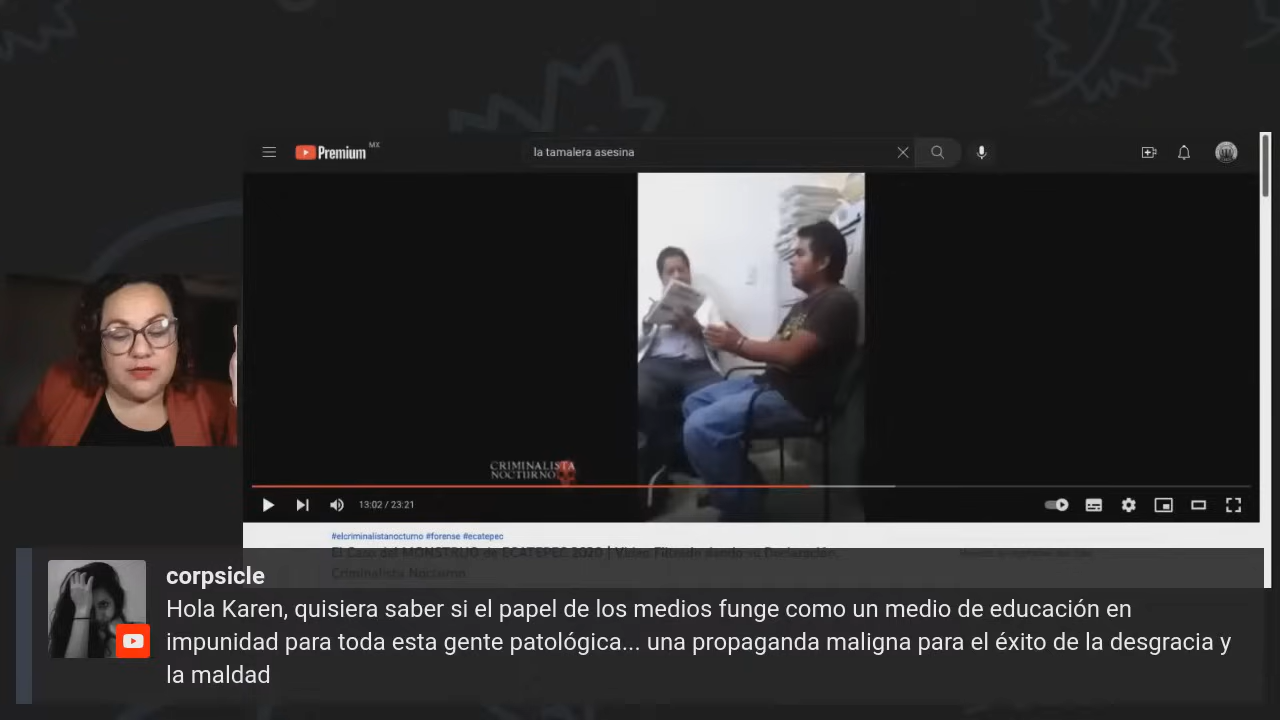 Premium MX
la tamalera asesina
CRIMINALISTA
NOCTURNO
13:02 / 23:21
#elcriminalistanocturno #forense #ecatepec
El Caso del MONSTRUO de ECATEPEC 2020 | Video Filtrado dando su Declaración
Criminalista Nocturno
corpsicle
Hola Karen, quisiera saber si el papel de los medios funge como un medio de educación en
impunidad para toda esta gente patológica... una propaganda maligna para el éxito de la desgracia y
la maldad